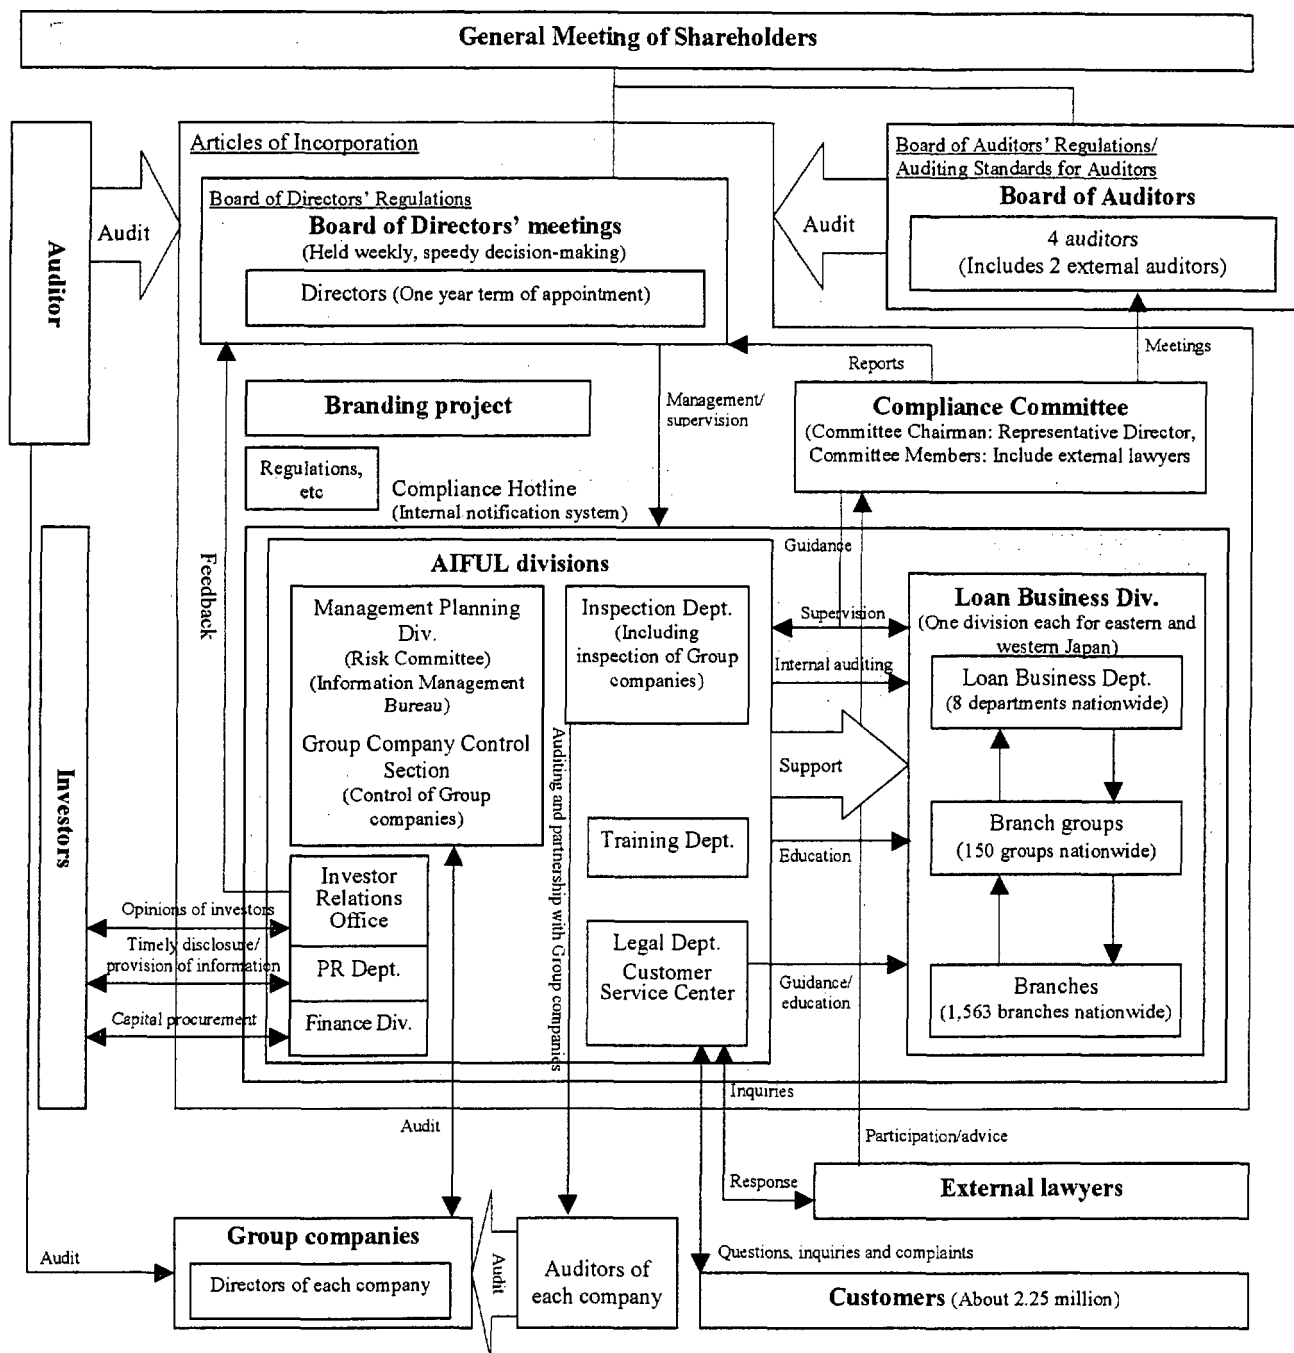 General Meeting of Shareholders
Auditor
Audit
Articles of Incorporation
Board of Directors' Regulations
Board of Directors' meetings
(Held weekly, speedy decision-making)
Directors (One year term of appointment)
Audit
Board of Auditors' Regulations/
Auditing Standards for Auditors
Board of Auditors
4 auditors
(Includes 2 external auditors)
Reports
Meetings
Branding project
Management/
supervision
Compliance Committee
(Committee Chairman: Representative Director,
Committee Members: Include external lawyers
Regulations,
etc
Compliance Hotline
(Internal notification system)
Feedback
Investors
AIFUL divisions
Management Planning
Div.
(Risk Committee)
(Information Management
Bureau)
Group Company Control
Section
(Control of Group
companies)
Inspection Dept.
(Including
inspection of Group
companies)
Auditing and partnership with Group companies
Training Dept.
Investor
Relations
Office
PR Dept.
Finance Div.
Legal Dept.
Customer
Service Center
Opinions of investors
Timely disclosure/
provision of information
Capital procurement
Guidance
Supervision
Internal auditing
Support
Education
Guidance/
education
Loan Business Div.
(One division each for eastern and
western Japan)
Loan Business Dept.
(8 departments nationwide)
Branch groups
(150 groups nationwide)
Branches
(1,563 branches nationwide)
Inquiries
Audit
Participation/advice
Response
External lawyers
Audit
Group companies
Directors of each company
Audit
Auditors of
each company
Questions, inquiries and complaints
Customers (About 2.25 million)